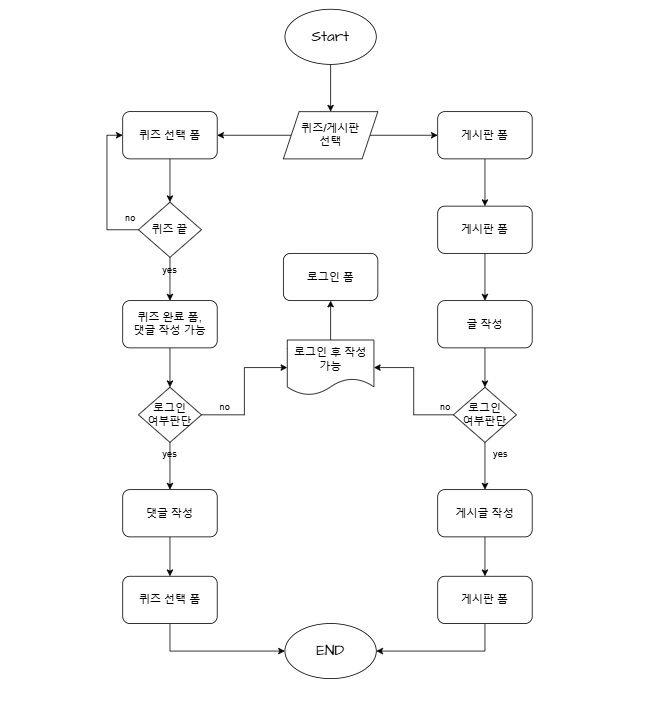 Start
퀴즈 선택 폼
퀴즈/게시판
선택
게시판 폼
no
퀴즈 끝
게시판 폼
yes
로그인 폼
퀴즈 완료 폼,
댓글 작성 가능
글 작성
로그인 후 작성
가능
로그인
여부판단
no
no
로그인
여부판단
yes
yes
댓글 작성
게시글 작성
퀴즈 선택 폼
게시판 폼
END